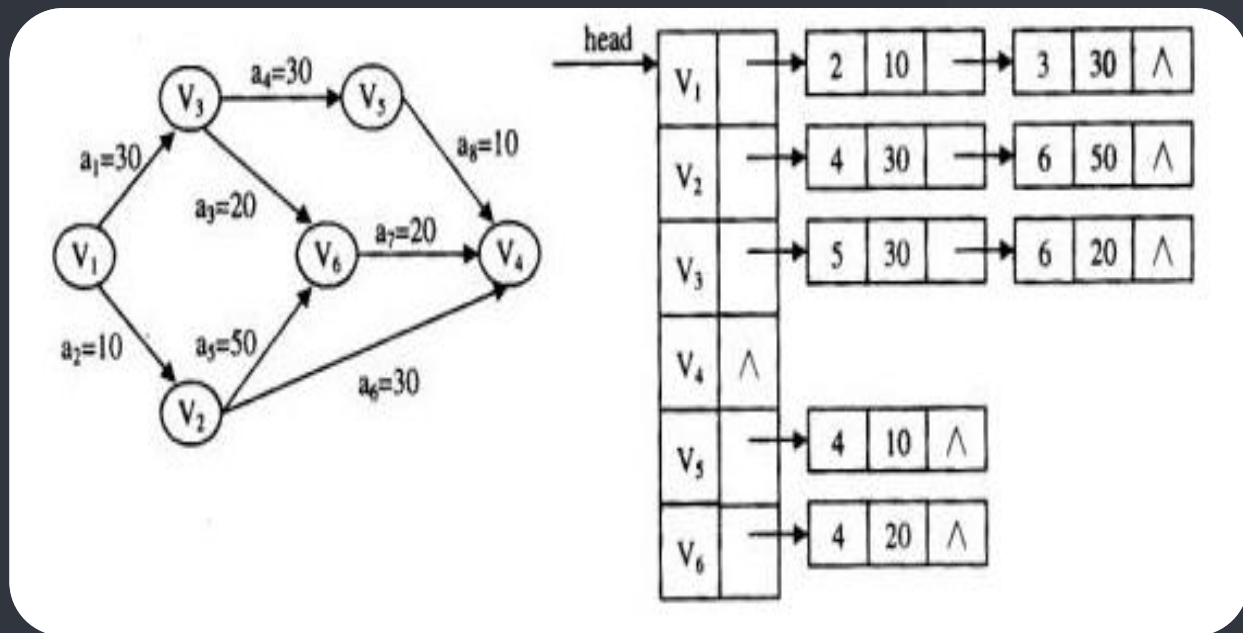 a₄=30
V₃
V₅
a₁=30
a₈=10
a₃=20
a₇=20
V₁
V₆
V₄
a₂=10
a₅=50
a₆=30
V₂
head
V₁ 2 10 3 30 ∧
V₂ 4 30 6 50 ∧
V₃ 5 30 6 20 ∧
V₄ ∧
V₅ 4 10 ∧
V₆ 4 20 ∧